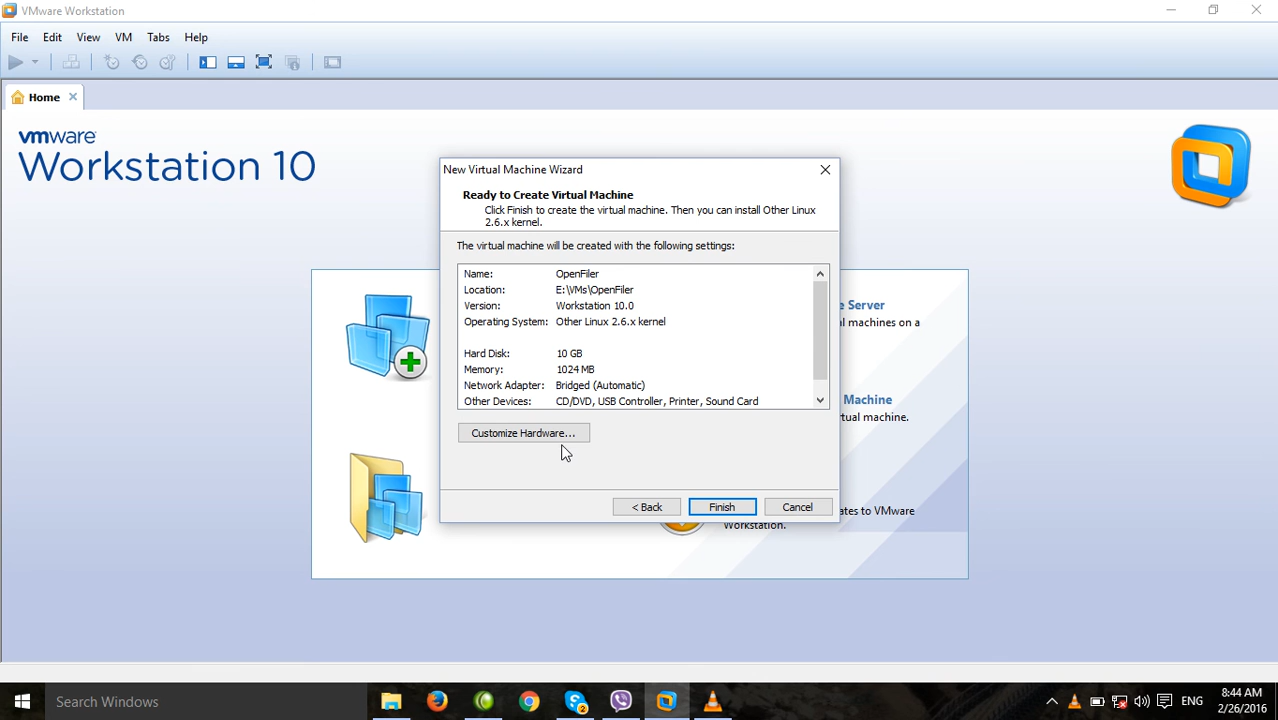 VMware Workstation
File Edit View VM Tabs Help
Home
vmware
Workstation 10
New Virtual Machine Wizard
Ready to Create Virtual Machine
Click Finish to create the virtual machine. Then you can install Other Linux
2.6.x kernel.
The virtual machine will be created with the following settings:
Name: OpenFiler
Location: E:\VMs\OpenFiler
Version: Workstation 10.0
Operating System: Other Linux 2.6.x kernel
Hard Disk: 10 GB
Memory: 1024 MB
Network Adapter: Bridged (Automatic)
Other Devices: CD/DVD, USB Controller, Printer, Sound Card
Customize Hardware...
< Back Finish Cancel
e Server
machines on a
Machine
rtual machine.
ates to VMware
Workstation.
Search Windows
2
ENG
8:44 AM
2/26/2016